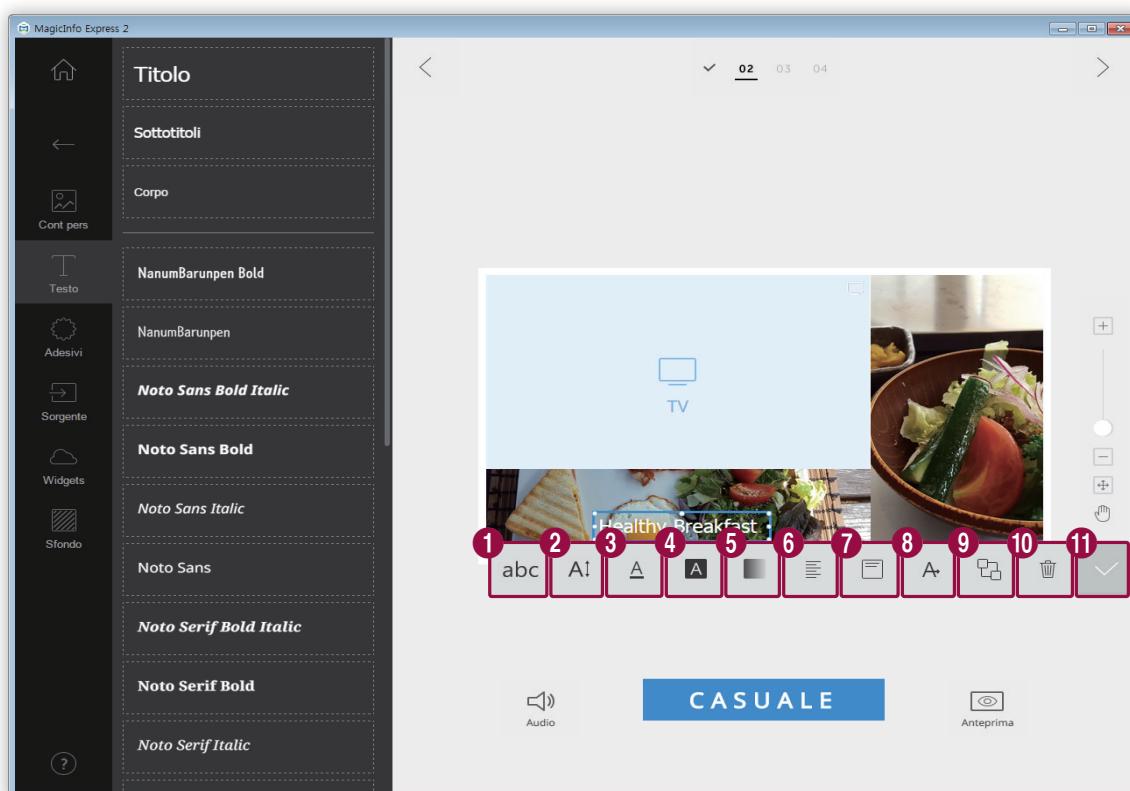 MagicInfo Express 2
Titolo
Sottotitoli
Corpo
NanumBarunpen Bold
NanumBarunpen
Noto Sans Bold Italic
Noto Sans Bold
Noto Sans Italic
Noto Sans
Noto Serif Bold Italic
Noto Serif Bold
Noto Serif Italic
Cont pers
Testo
Adesivi
Sorgente
Widgets
Sfondo
?
02 03 04
TV
Healthy Breakfast
1 2 3 4 5 6 7 8 9 10 11
abc A A A A
Audio
CASUALE
Anteprima